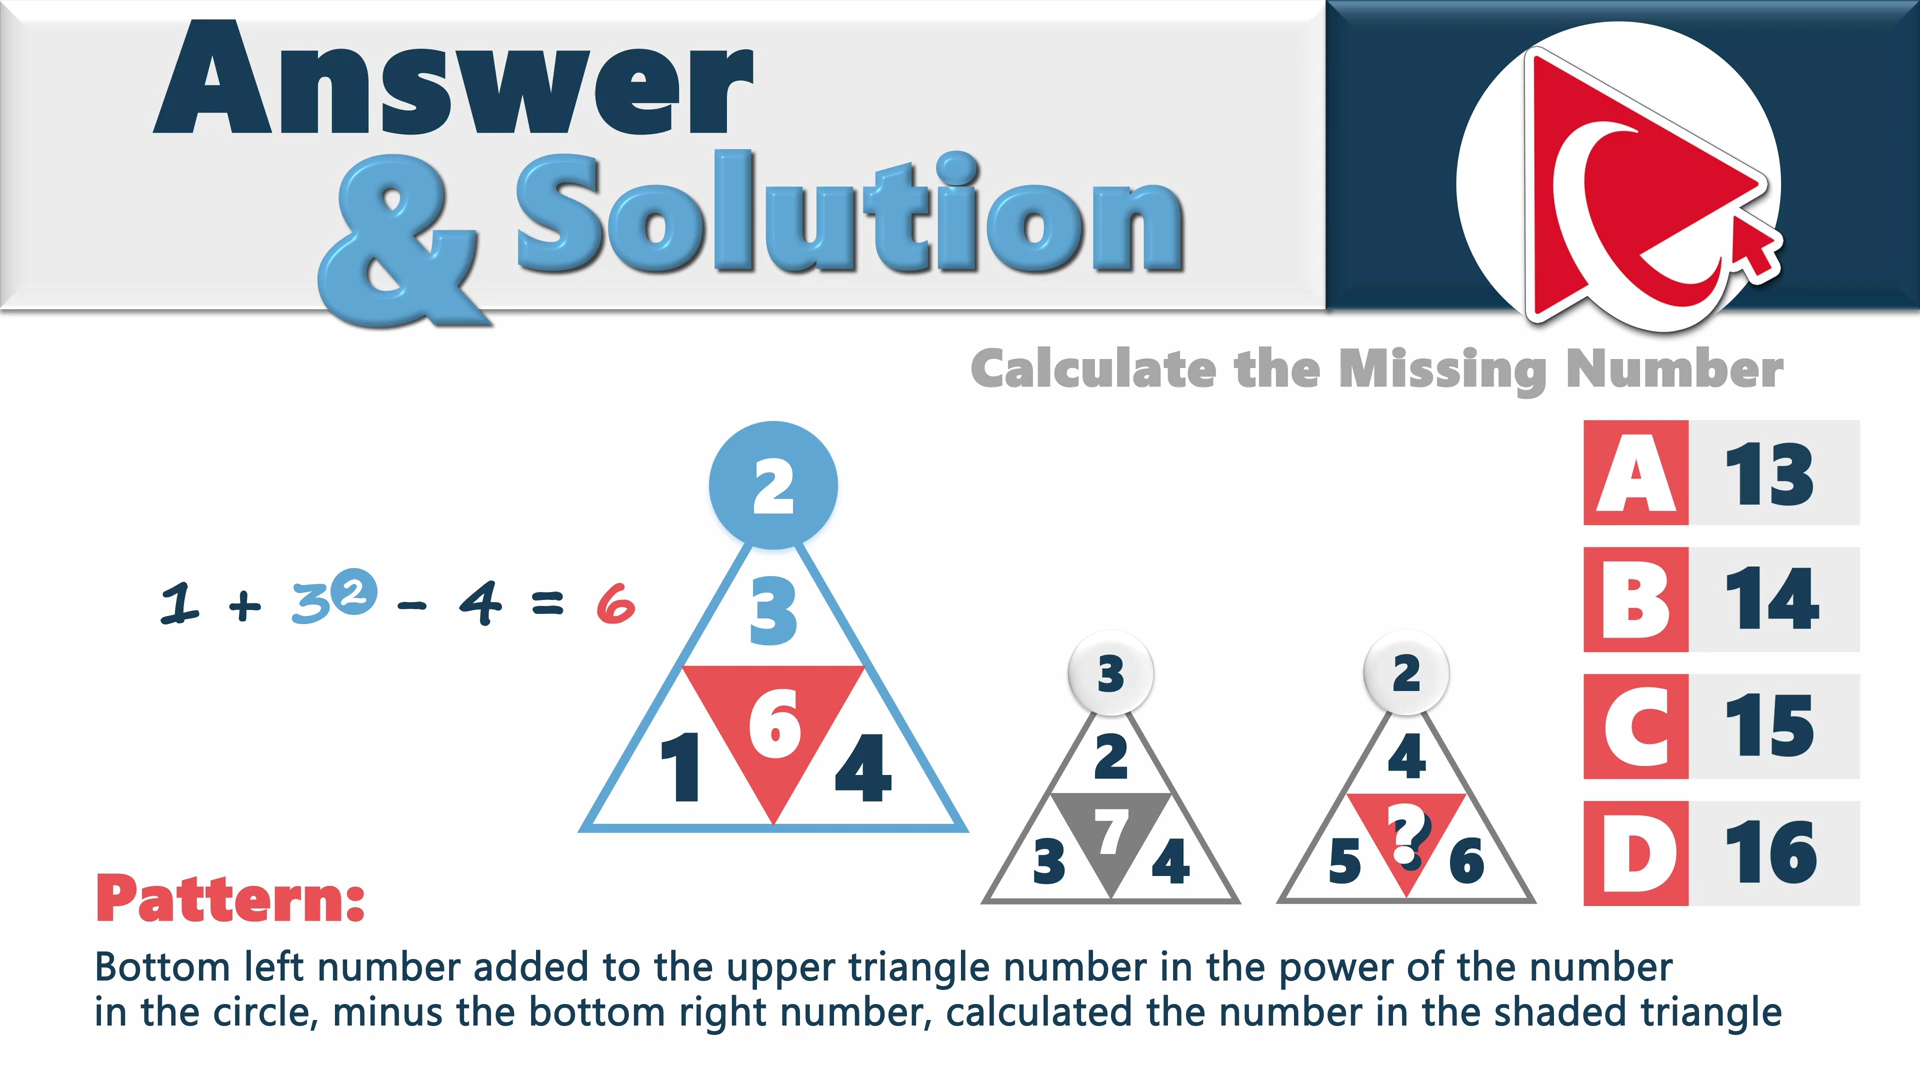 Answer
& Solution
Calculate the Missing Number
2
3
6
1 4
1 + 3² - 4 = 6
3
2
7
3 4
2
4
?
5 6
A 13
B 14
C 15
D 16
Pattern:
Bottom left number added to the upper triangle number in the power of the number
in the circle, minus the bottom right number, calculated the number in the shaded triangle